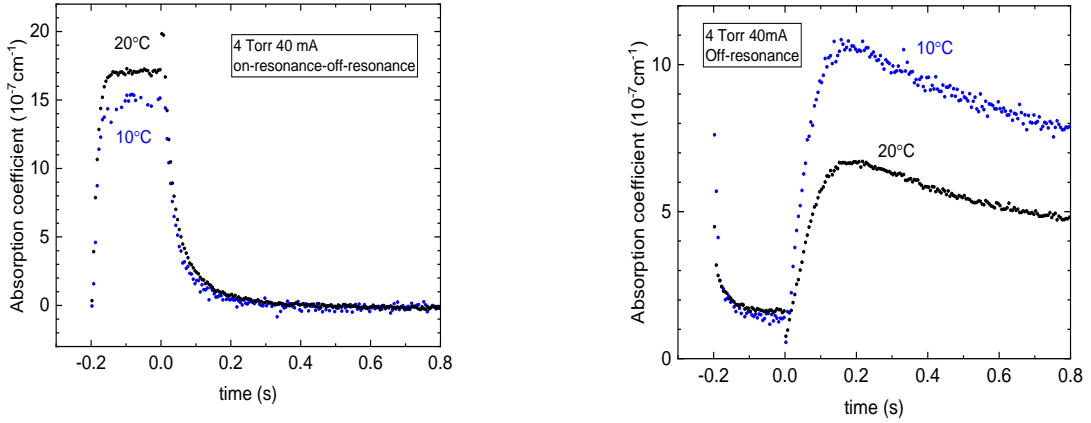 Absorption coefficient (10⁻⁷cm⁻¹)
20
15
10
5
0
20°C
10°C
4 Torr 40 mA
on-resonance-off-resonance
-0.2 0.0 0.2 0.4 0.6 0.8
time (s)
Absorption coefficient (10⁻⁷cm⁻¹)
10
5
0
4 Torr 40mA
Off-resonance
10°C
20°C
-0.2 0.0 0.2 0.4 0.6 0.8
time (s)